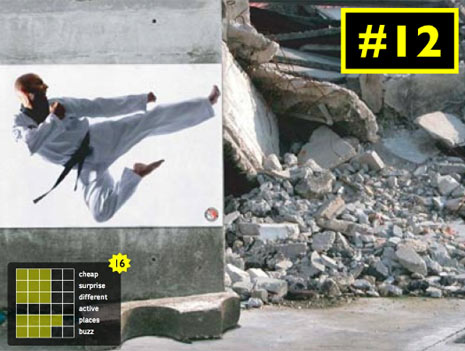 #12
16
cheap
surprise
different
active
places
buzz